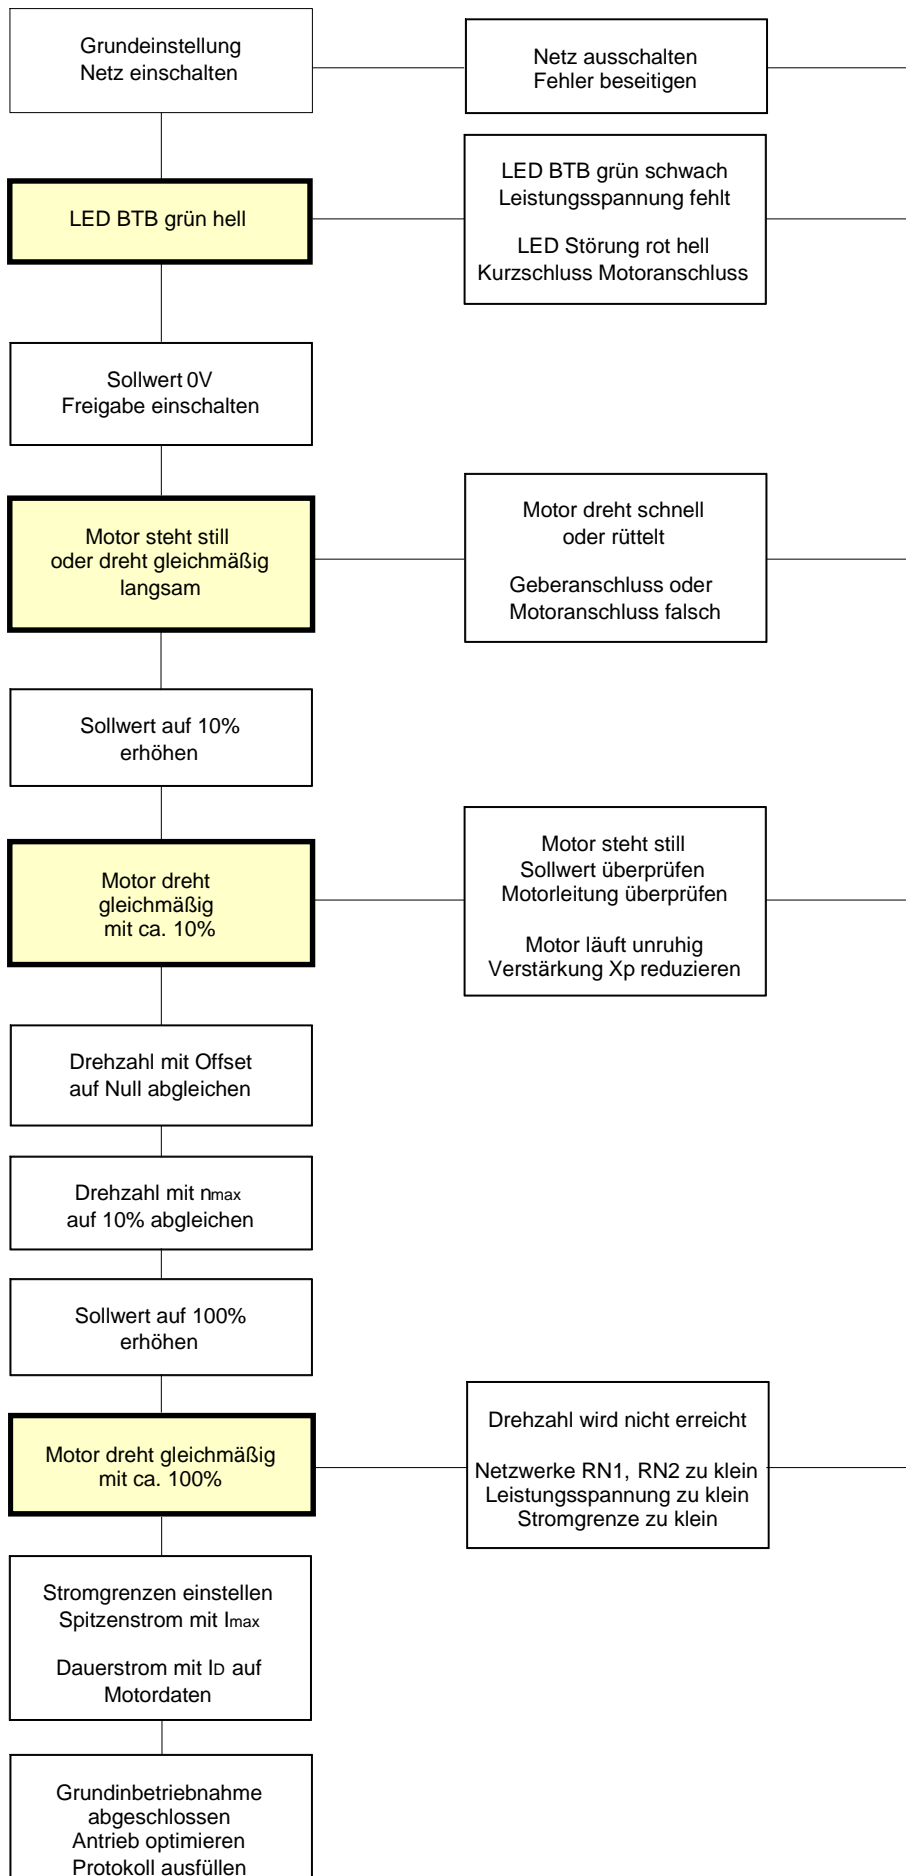 Grundeinstellung
Netz einschalten
Netz ausschalten
Fehler beseitigen
LED BTB grün hell
LED BTB grün schwach
Leistungsspannung fehlt
LED Störung rot hell
Kurzschluss Motoranschluss
Sollwert 0V
Freigabe einschalten
Motor steht still
oder dreht gleichmäßig
langsam
Motor dreht schnell
oder rüttelt
Geberanschluss oder
Motoranschluss falsch
Sollwert auf 10%
erhöhen
Motor dreht
gleichmäßig
mit ca. 10%
Motor steht still
Sollwert überprüfen
Motorleitung überprüfen
Motor läuft unruhig
Verstärkung Xp reduzieren
Drehzahl mit Offset
auf Null abgleichen
Drehzahl mit nmax
auf 10% abgleichen
Sollwert auf 100%
erhöhen
Motor dreht gleichmäßig
mit ca. 100%
Drehzahl wird nicht erreicht
Netzwerke RN1, RN2 zu klein
Leistungsspannung zu klein
Stromgrenze zu klein
Stromgrenzen einstellen
Spitzenstrom mit Imax
Dauerstrom mit ID auf
Motordaten
Grundinbetriebnahme
abgeschlossen
Antrieb optimieren
Protokoll ausfüllen